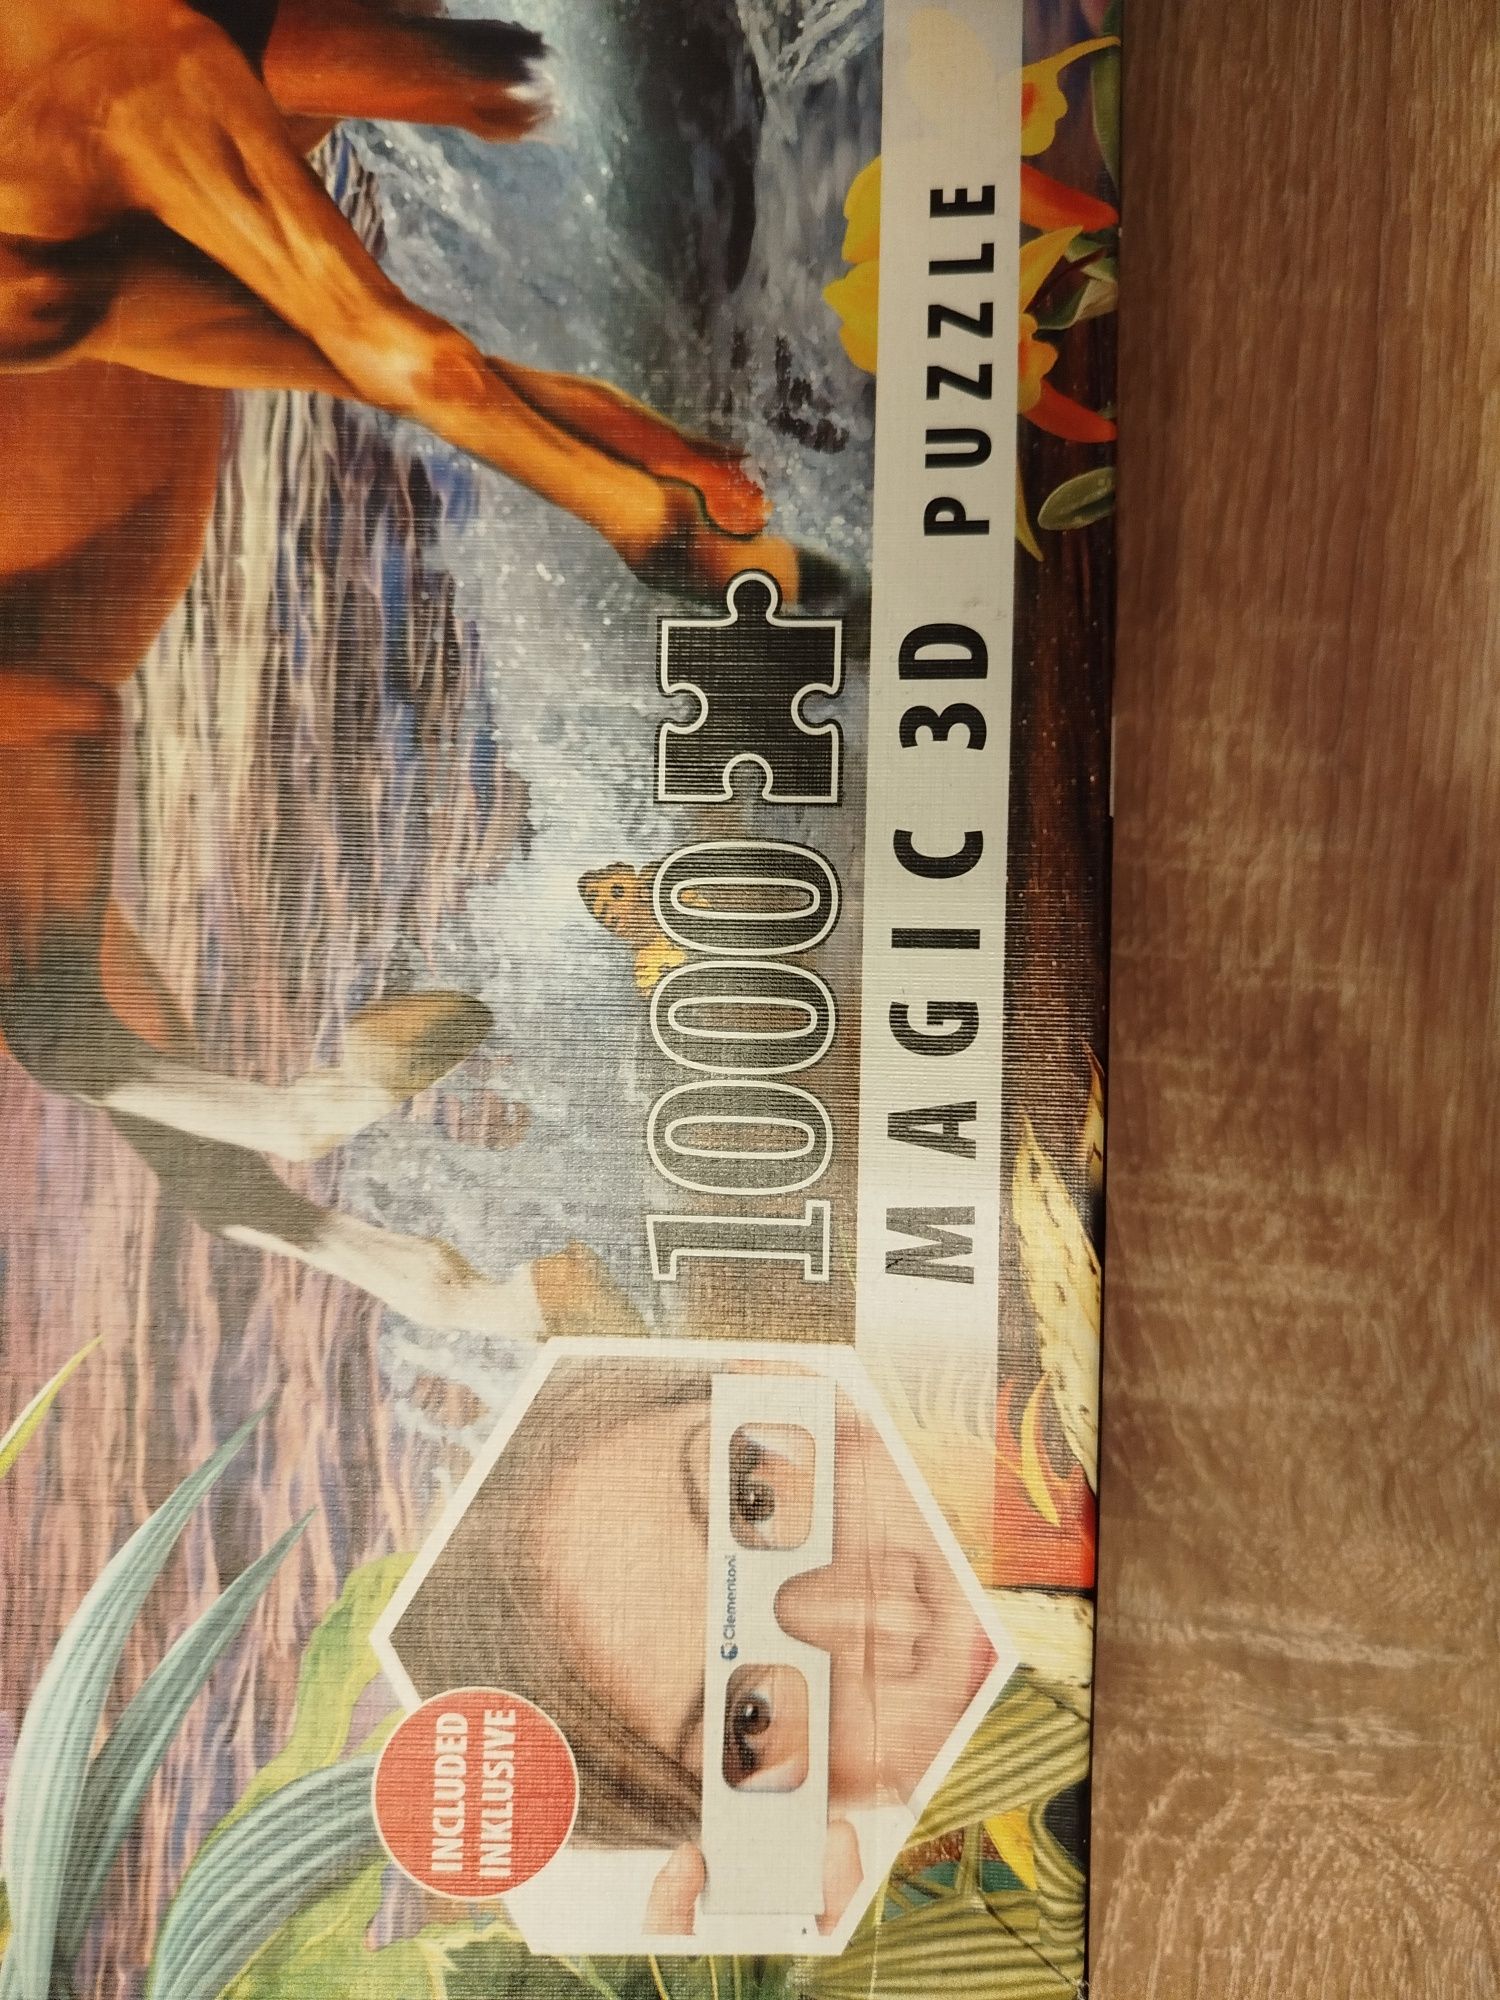 1000
MAGIC 3D PUZZLE
Clementoni
INCLUDED
INKLUSIVE